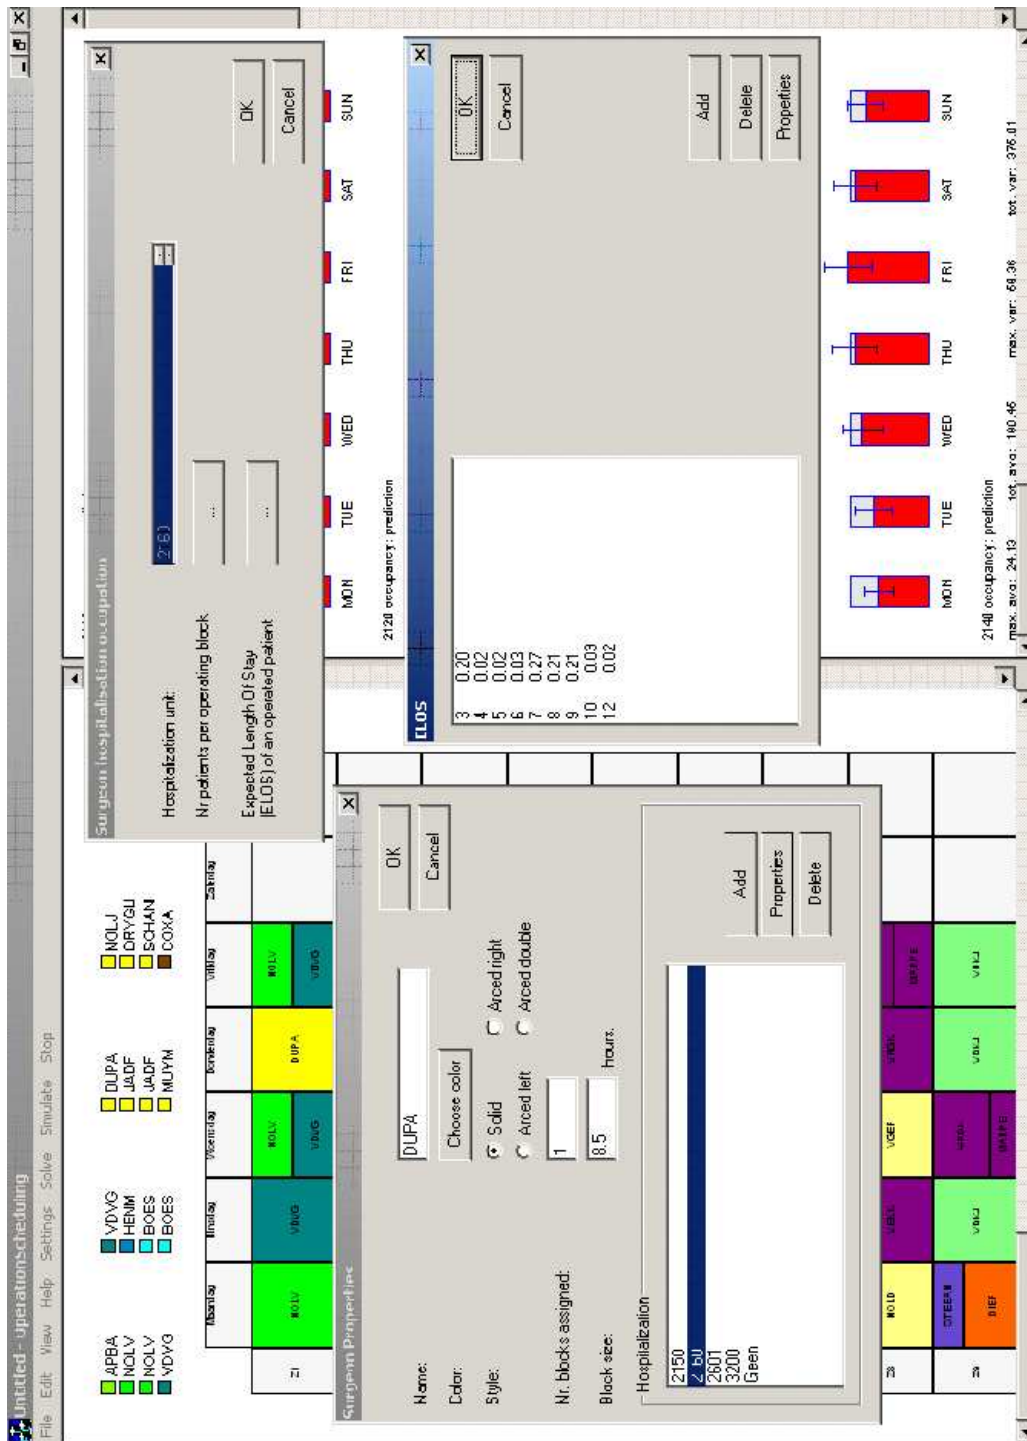 Untitled - OperationScheduling
File Edit View Help Settings Solve Simulate Stop
APBA VDVG DUPA NOLJ
NOLV HENM JADF DRYGU
NOLV BOES JADF SCHAN
VDVG BOES MUYM COXA
Maandag Dinsdag Woensdag Donderdag Vrijdag Zaterdag
Z1 NOLV VDVG NOLV VDVG DUPA NOLV VDVG
Z8 NOLD VGEF
Z9 DIEF
Surgeon Properties
Name: DUPA
Color: Choose color
Style: Solid Arced right
Arced left Arced double
Nr. blocks assigned: 1
Block size: 8.5 hours.
Hospitalization
2150
2601
3200
Geen
OK
Cancel
Add
Properties
Delete
Surgeon hospitalisation occupation
Hospitalization unit:
Nr patients per operating block ...
Expected Length Of Stay
(ELOS) of an operated patient ...
OK
Cancel
MON TUE WED THU FRI SAT SUN
2120 occupancy: prediction
ELOS
3 0.20
4 0.02
5 0.02
6 0.03
7 0.27
8 0.21
9 0.21
10 0.03
12 0.02
OK
Cancel
Add
Delete
Properties
MON TUE WED THU FRI SAT SUN
2140 occupancy: prediction
max. avg: 24.13 tot. avg: 160.46 max. var: 68.36 tot. var: 376.01